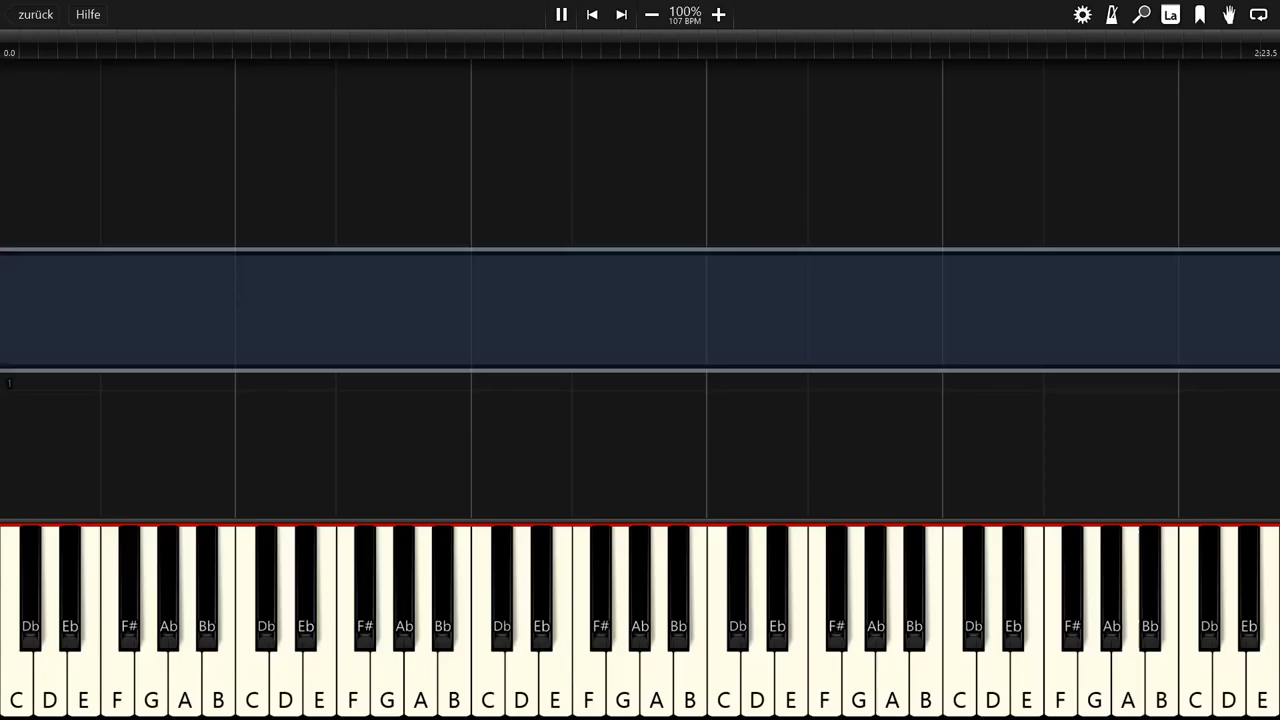 zurück Hilfe 100% La
107 BPM
0.0 2:23.5
1
Db Eb F# Ab Bb Db Eb F# Ab Bb Db Eb F# Ab Bb Db Eb F# Ab Bb Db Eb F# Ab Bb Db Eb
C D E F G A B C D E F G A B C D E F G A B C D E F G A B C D E F G A B C D E